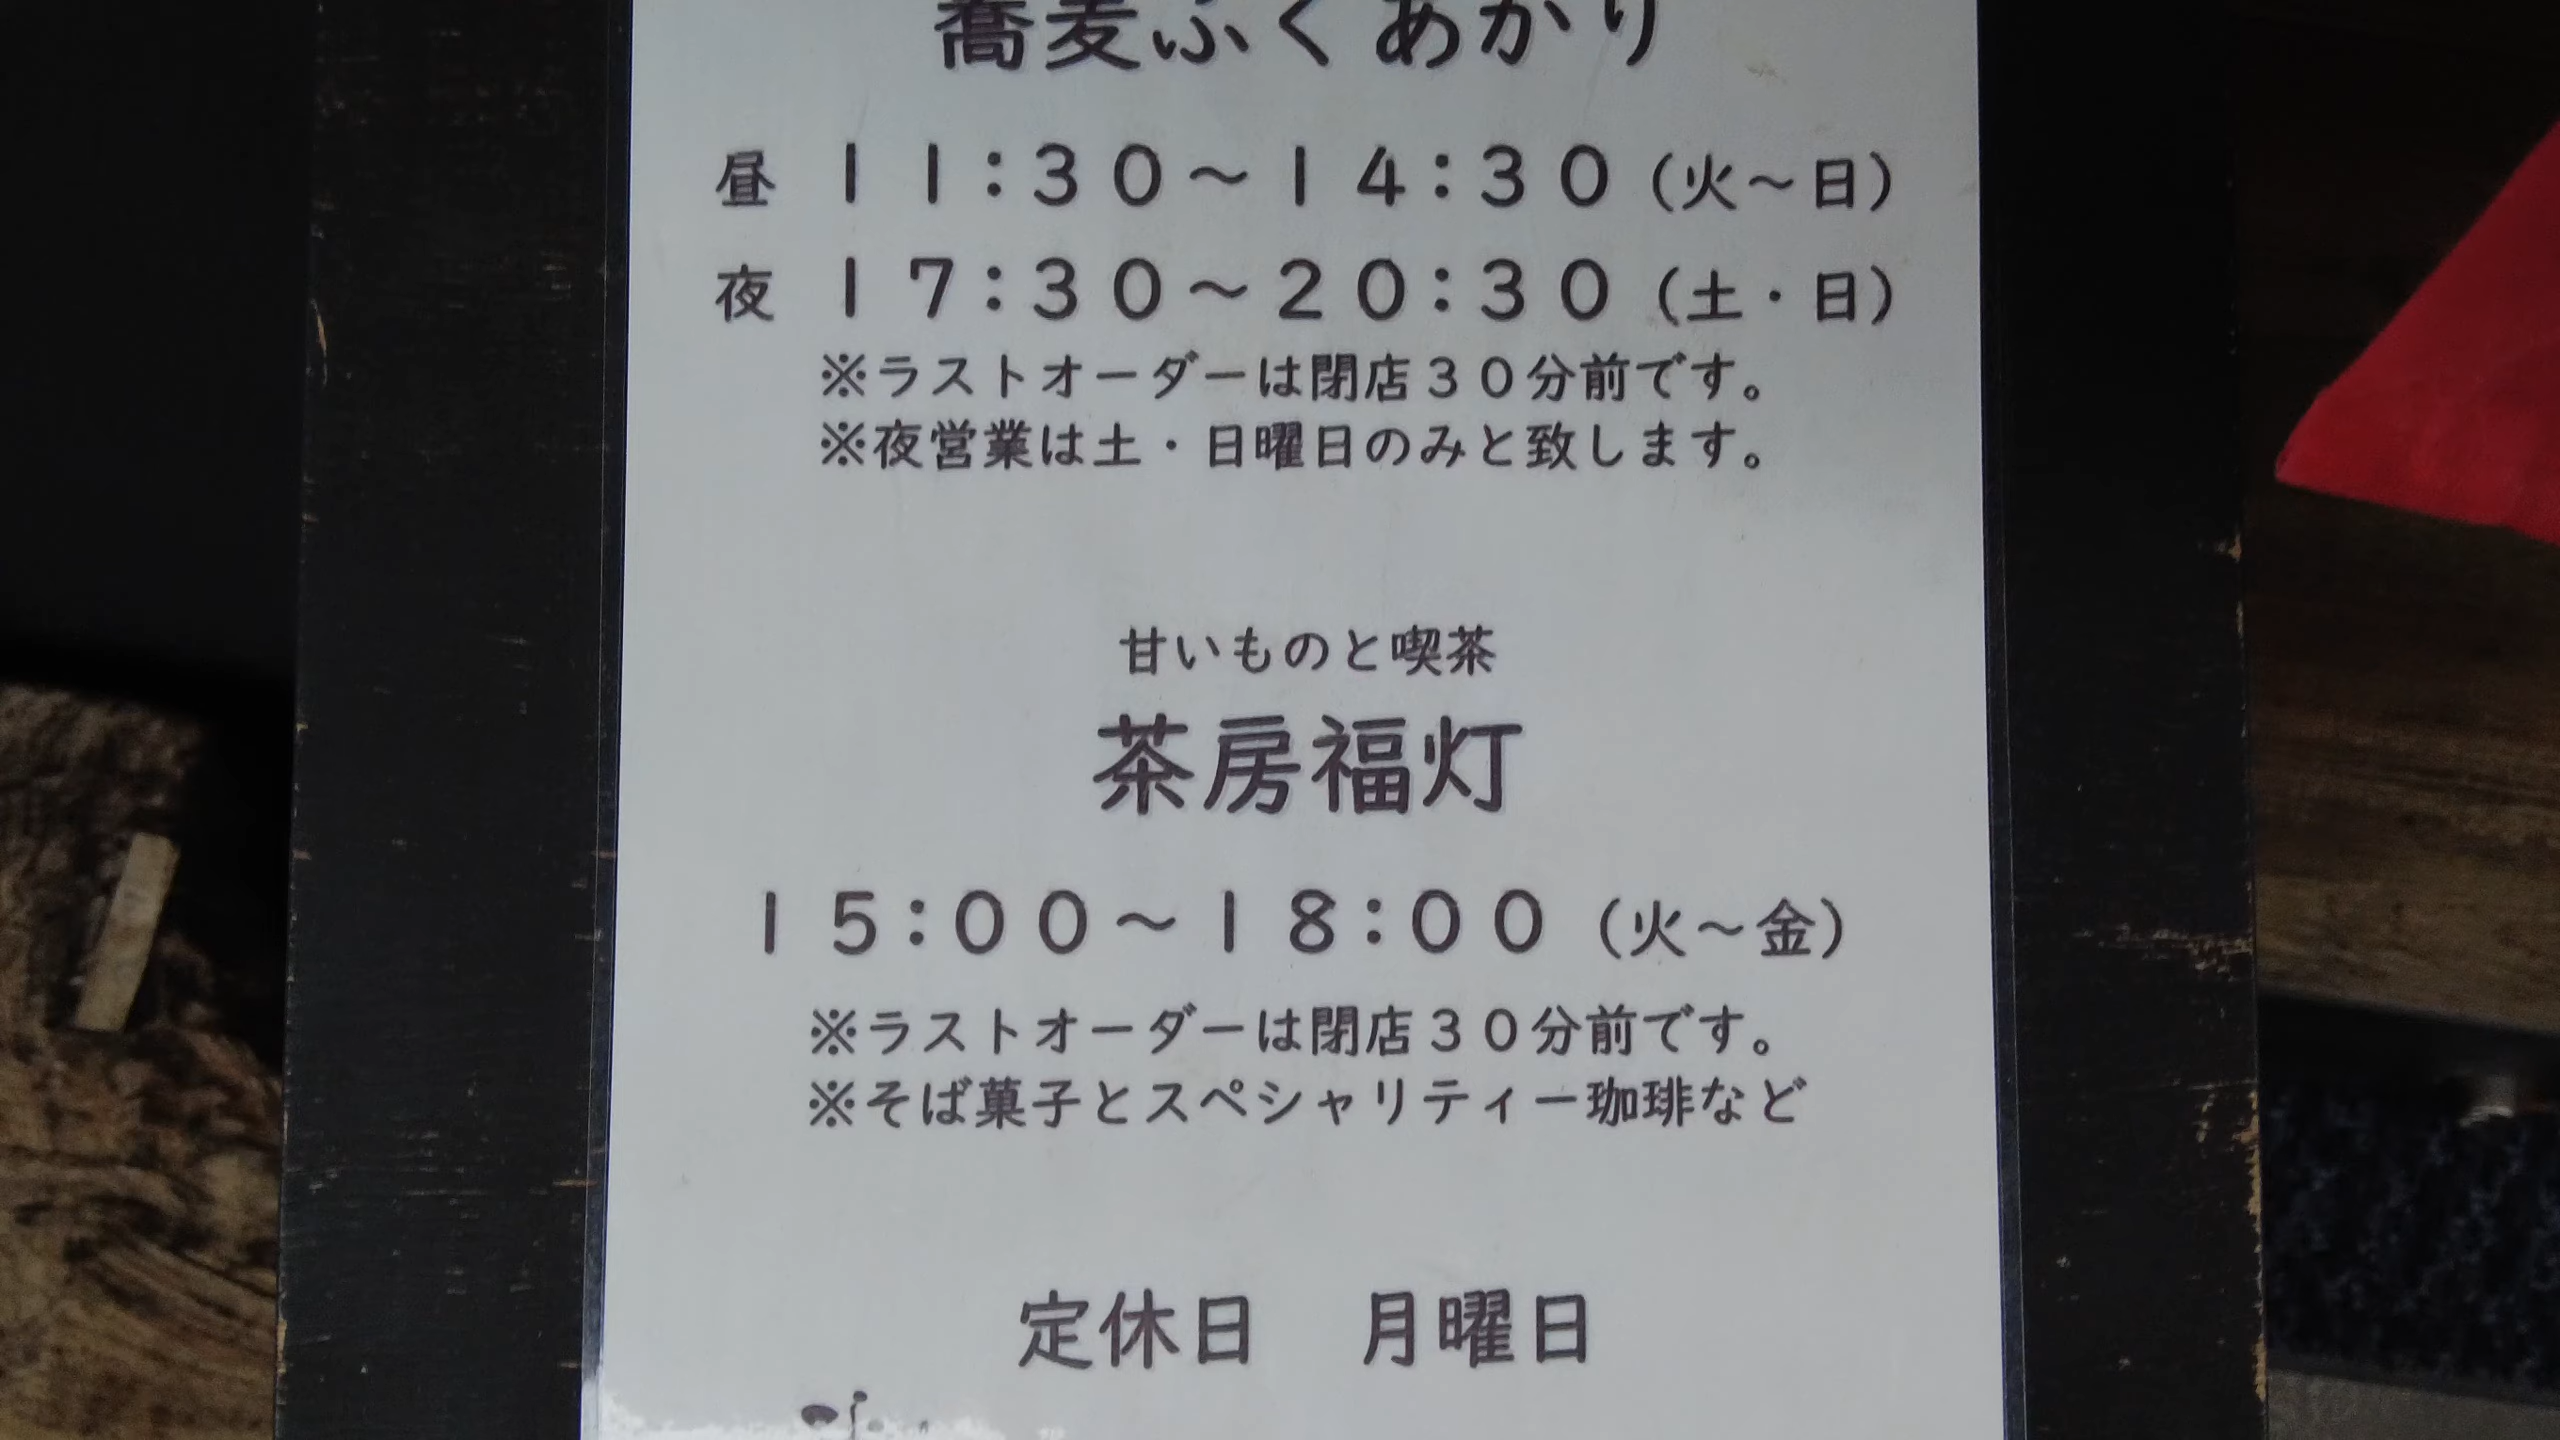 蕎麦ふくあかり
昼 11:30～14:30(火～日)
夜 17:30～20:30(土・日)
※ラストオーダーは閉店30分前です。
※夜営業は土・日曜日のみと致します。
甘いものと喫茶
茶房福灯
15:00～18:00(火～金)
※ラストオーダーは閉店30分前です。
※そば菓子とスペシャリティー珈琲など
定休日 月曜日